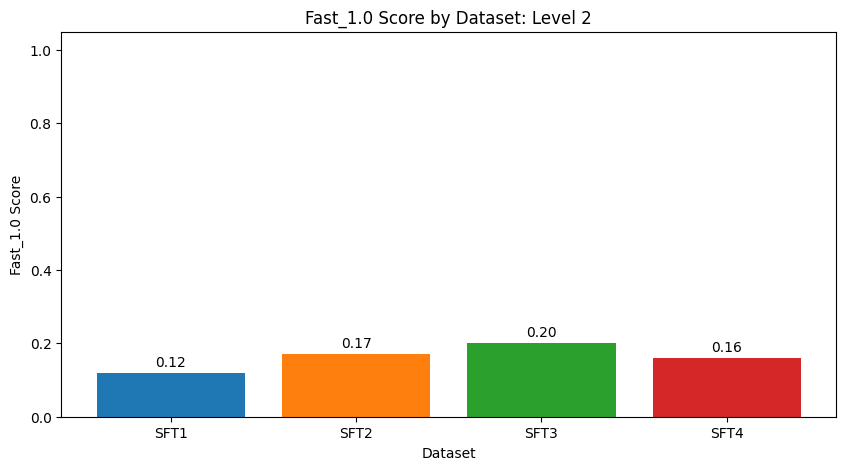 Fast_1.0 Score by Dataset: Level 2
Fast_1.0 Score
1.0
0.8
0.6
0.4
0.2
0.0
0.12
0.17
0.20
0.16
SFT1
SFT2
SFT3
SFT4
Dataset